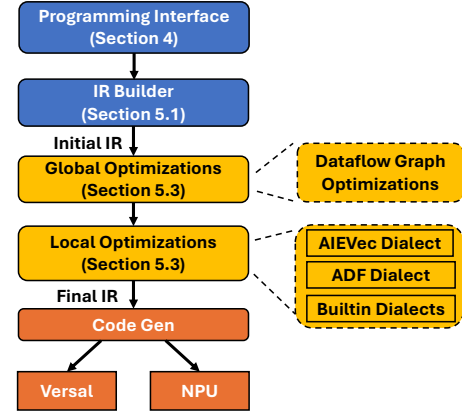 Programming Interface
(Section 4)
IR Builder
(Section 5.1)
Initial IR
Global Optimizations
(Section 5.3)
Dataflow Graph
Optimizations
Local Optimizations
(Section 5.3)
AIEVec Dialect
ADF Dialect
Builtin Dialects
Final IR
Code Gen
Versal
NPU